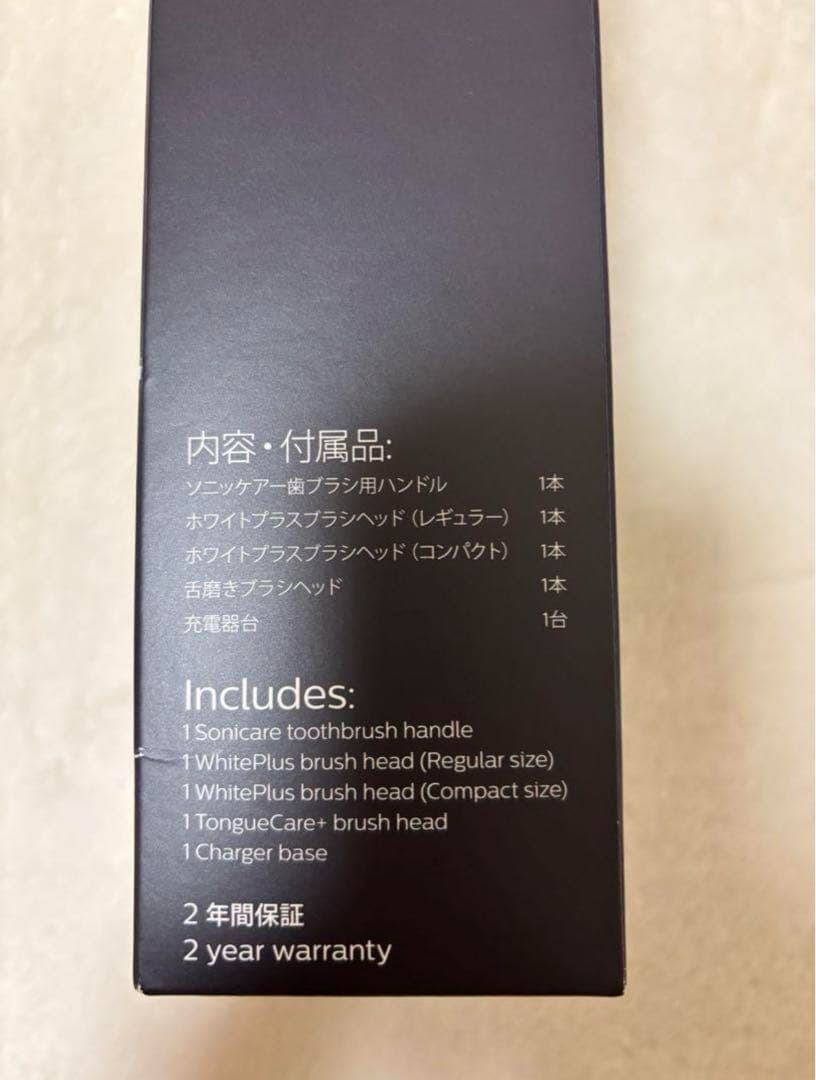 内容・付属品:
ソニッケアー歯ブラシ用ハンドル 1本
ホワイトプラスブラシヘッド（レギュラー） 1本
ホワイトプラスブラシヘッド（コンパクト） 1本
舌磨きブラシヘッド 1本
充電器台 1台
Includes:
1 Sonicare toothbrush handle
1 WhitePlus brush head (Regular size)
1 WhitePlus brush head (Compact size)
1 TongueCare+ brush head
1 Charger base
2 年間保証
2 year warranty